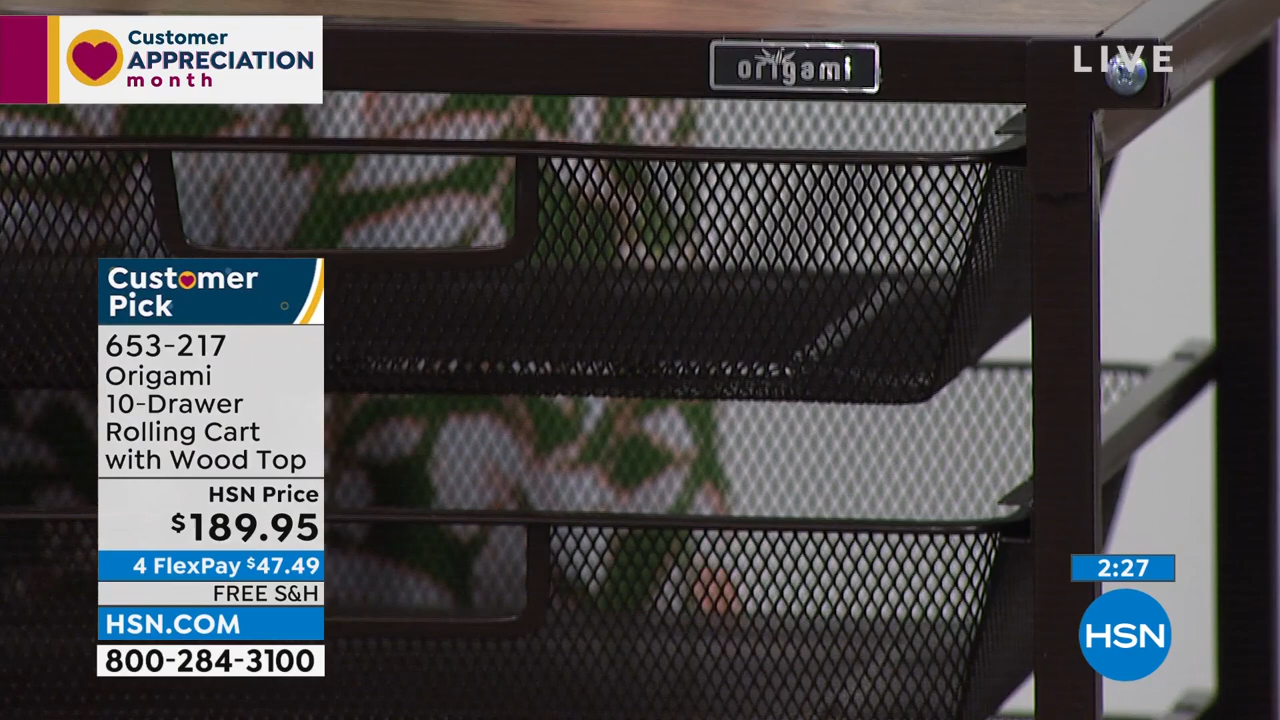 Customer
APPRECIATION
month
origami
LIVE
Customer
Pick
653-217
Origami
10-Drawer
Rolling Cart
with Wood Top
HSN Price
$189.95
4 FlexPay $47.49
FREE S&H
HSN.COM
800-284-3100
2:27
HSN